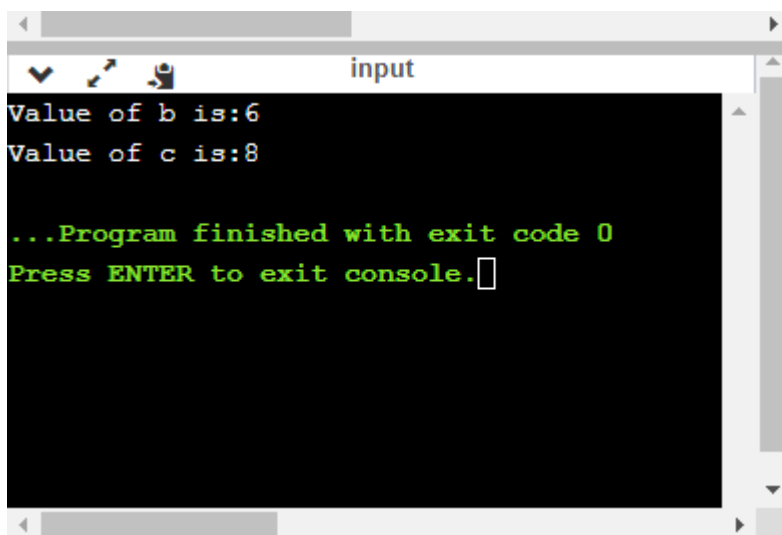 input
Value of b is:6
Value of c is:8
...Program finished with exit code 0
Press ENTER to exit console.